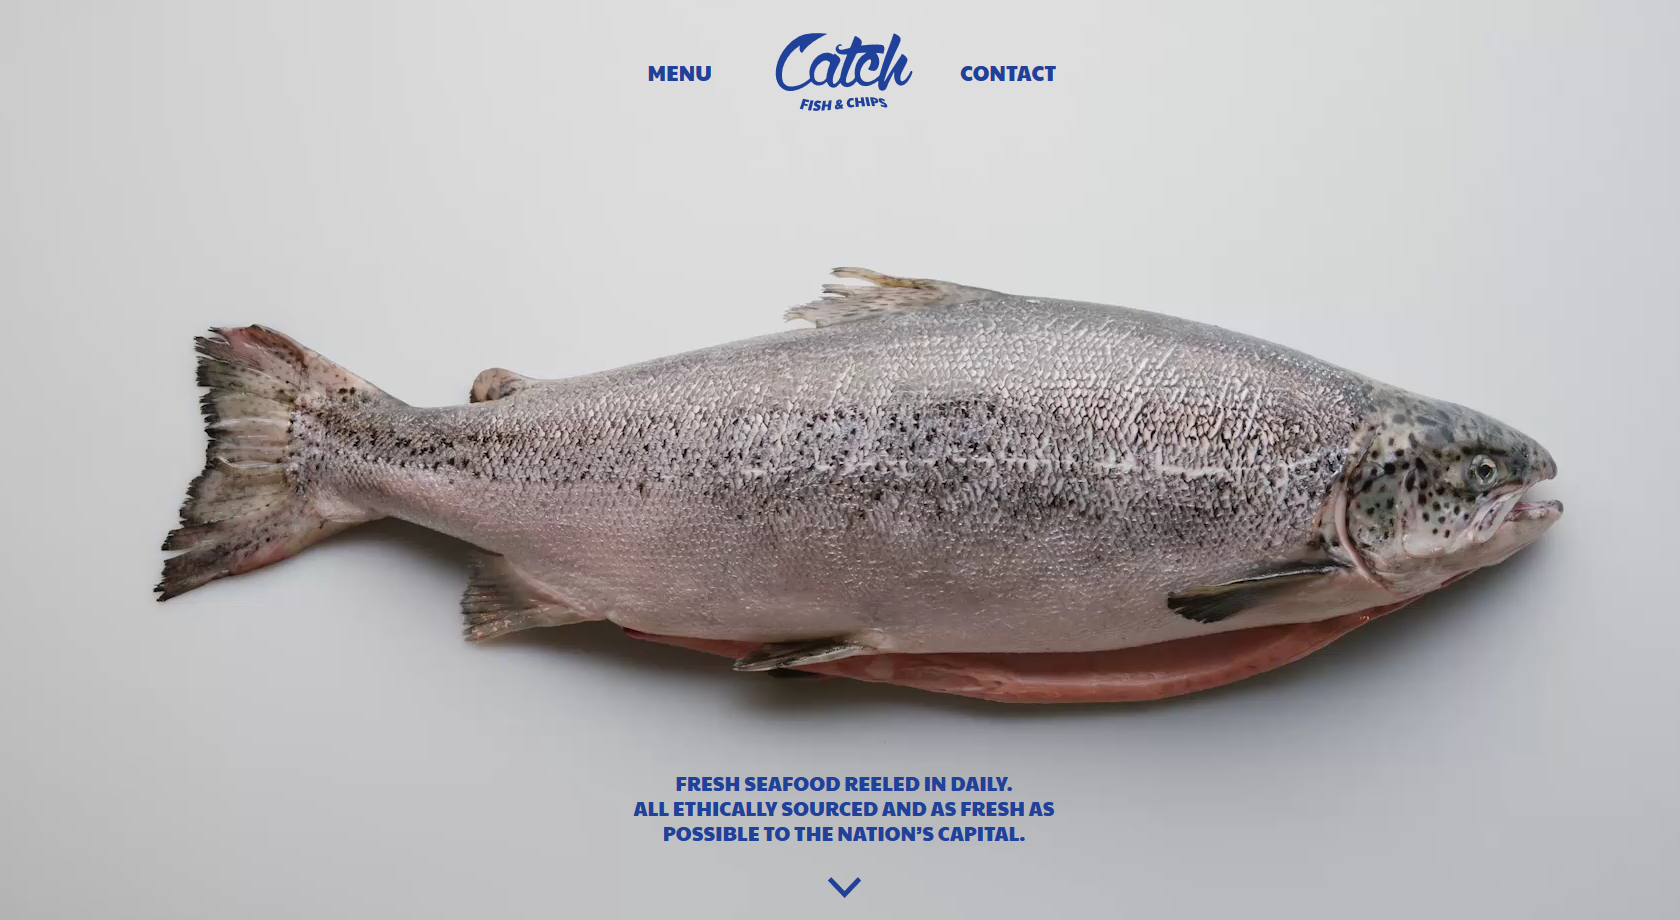 MENU
Catch
FISH & CHIPS
CONTACT
FRESH SEAFOOD REELED IN DAILY.
ALL ETHICALLY SOURCED AND AS FRESH AS
POSSIBLE TO THE NATION’S CAPITAL.